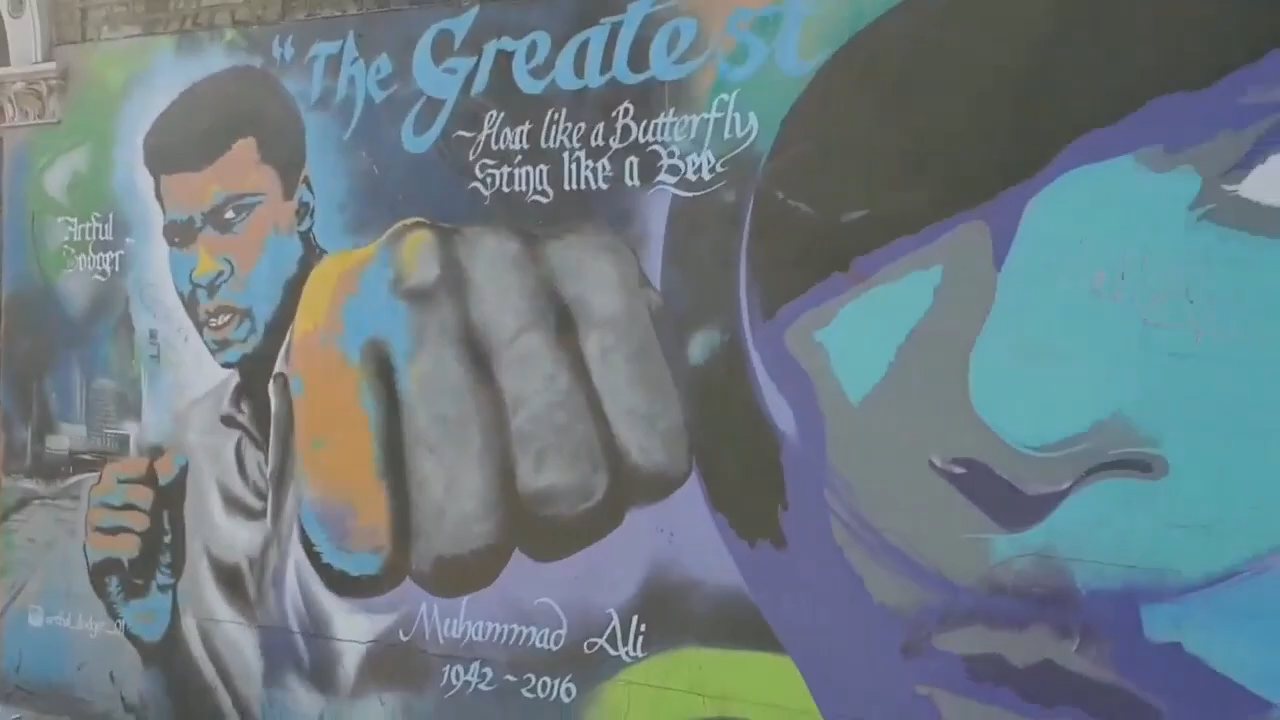 “The Greatest
~float like a Butterfly
Sting like a Bee
Artful
Dodger
Muhammad Ali
1942 ~ 2016